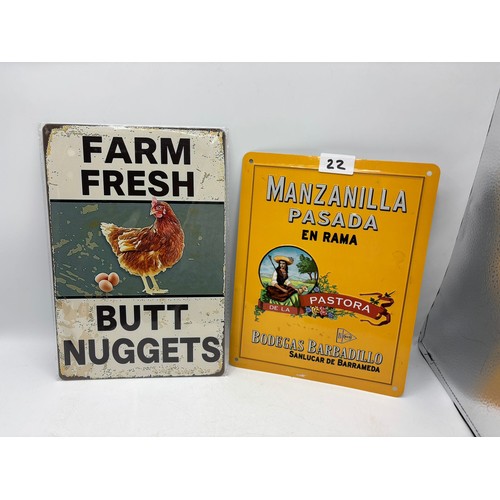 FARM
FRESH
BUTT
NUGGETS
22
MANZANILLA
PASADA
EN RAMA
DE LA PASTORA
BODEGAS BARBADILLO
SANLUCAR DE BARRAMEDA